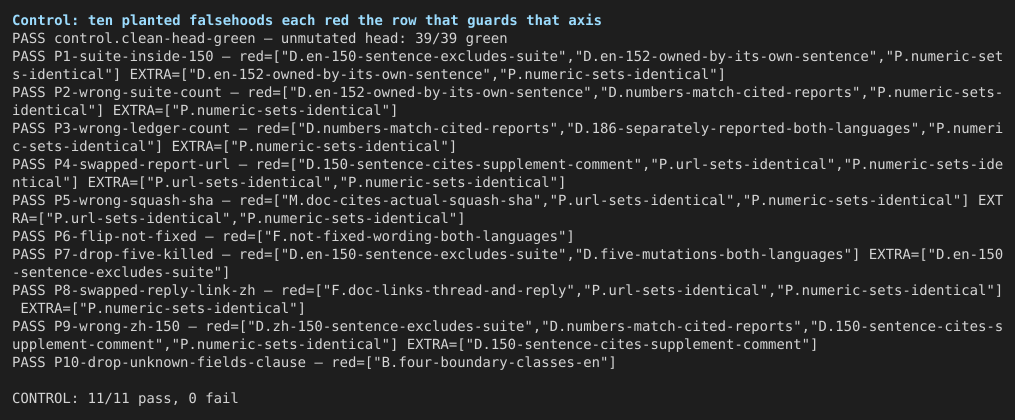 Control: ten planted falsehoods each red the row that guards that axis
PASS control.clean-head-green — unmutated head: 39/39 green
PASS P1-suite-inside-150 — red=["D.en-150-sentence-excludes-suite","D.en-152-owned-by-its-own-sentence","P.numeric-set
s-identical"] EXTRA=["D.en-152-owned-by-its-own-sentence","P.numeric-sets-identical"]
PASS P2-wrong-suite-count — red=["D.en-152-owned-by-its-own-sentence","D.numbers-match-cited-reports","P.numeric-sets-
identical"] EXTRA=["P.numeric-sets-identical"]
PASS P3-wrong-ledger-count — red=["D.numbers-match-cited-reports","D.186-separately-reported-both-languages","P.numeri
c-sets-identical"] EXTRA=["P.numeric-sets-identical"]
PASS P4-swapped-report-url — red=["D.150-sentence-cites-supplement-comment","P.url-sets-identical","P.numeric-sets-ide
ntical"] EXTRA=["P.url-sets-identical","P.numeric-sets-identical"]
PASS P5-wrong-squash-sha — red=["M.doc-cites-actual-squash-sha","P.url-sets-identical","P.numeric-sets-identical"] EXT
RA=["P.url-sets-identical","P.numeric-sets-identical"]
PASS P6-flip-not-fixed — red=["F.not-fixed-wording-both-languages"]
PASS P7-drop-five-killed — red=["D.en-150-sentence-excludes-suite","D.five-mutations-both-languages"] EXTRA=["D.en-150
-sentence-excludes-suite"]
PASS P8-swapped-reply-link-zh — red=["F.doc-links-thread-and-reply","P.url-sets-identical","P.numeric-sets-identical"]
 EXTRA=["P.numeric-sets-identical"]
PASS P9-wrong-zh-150 — red=["D.zh-150-sentence-excludes-suite","D.numbers-match-cited-reports","D.150-sentence-cites-s
upplement-comment","P.numeric-sets-identical"] EXTRA=["D.150-sentence-cites-supplement-comment"]
PASS P10-drop-unknown-fields-clause — red=["B.four-boundary-classes-en"]
CONTROL: 11/11 pass, 0 fail